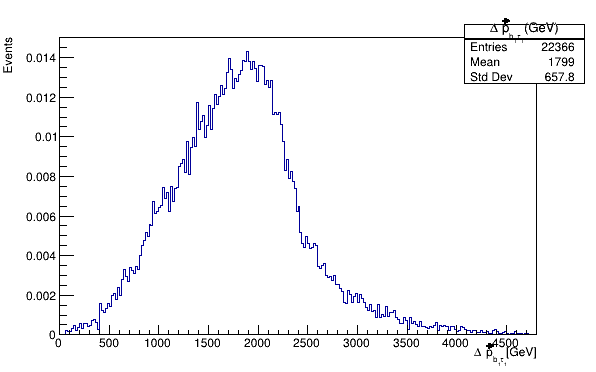 Δ p⃗ b₁τ₁ (GeV)
Entries 22366
Mean 1799
Std Dev 657.8
Events
0.014
0.012
0.01
0.008
0.006
0.004
0.002
0
0 500 1000 1500 2000 2500 3000 3500 4000 4500
Δ p⃗ b₁τ₁ [GeV]